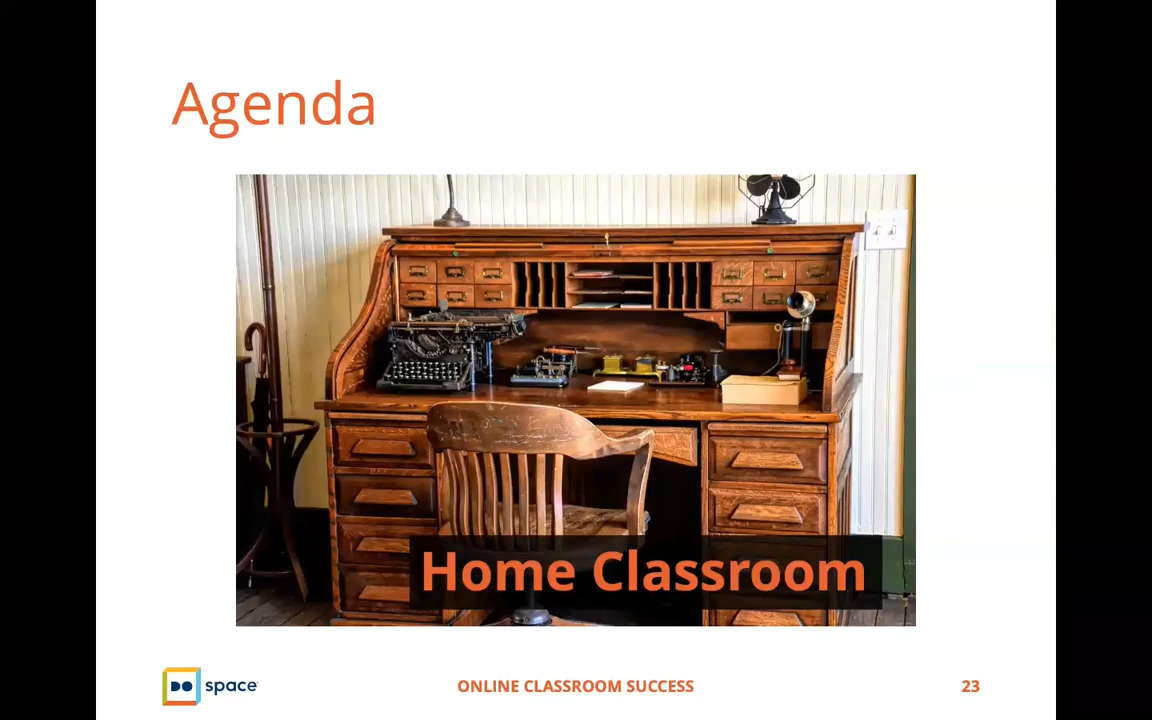 Agenda
Home Classroom
DO space
ONLINE CLASSROOM SUCCESS
23